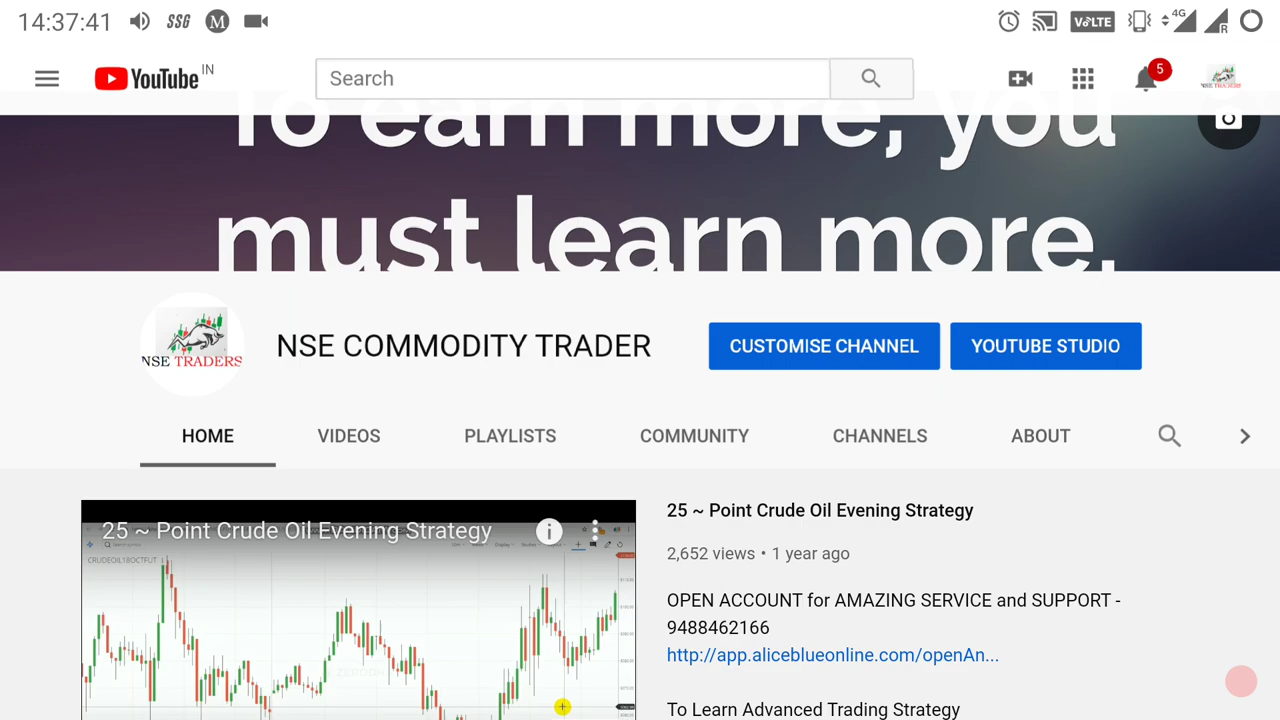 14:37:41 SSG M VoLTE 4G R
YouTube IN
Search
5
NSE TRADERS
To earn more, you
must learn more.
NSE TRADERS
NSE COMMODITY TRADER
CUSTOMISE CHANNEL
YOUTUBE STUDIO
HOME VIDEOS PLAYLISTS COMMUNITY CHANNELS ABOUT
25 ~ Point Crude Oil Evening Strategy
CRUDEOIL18OCTFUT
25 ~ Point Crude Oil Evening Strategy
2,652 views • 1 year ago
OPEN ACCOUNT for AMAZING SERVICE and SUPPORT -
9488462166
http://app.aliceblueonline.com/openAn...
To Learn Advanced Trading Strategy